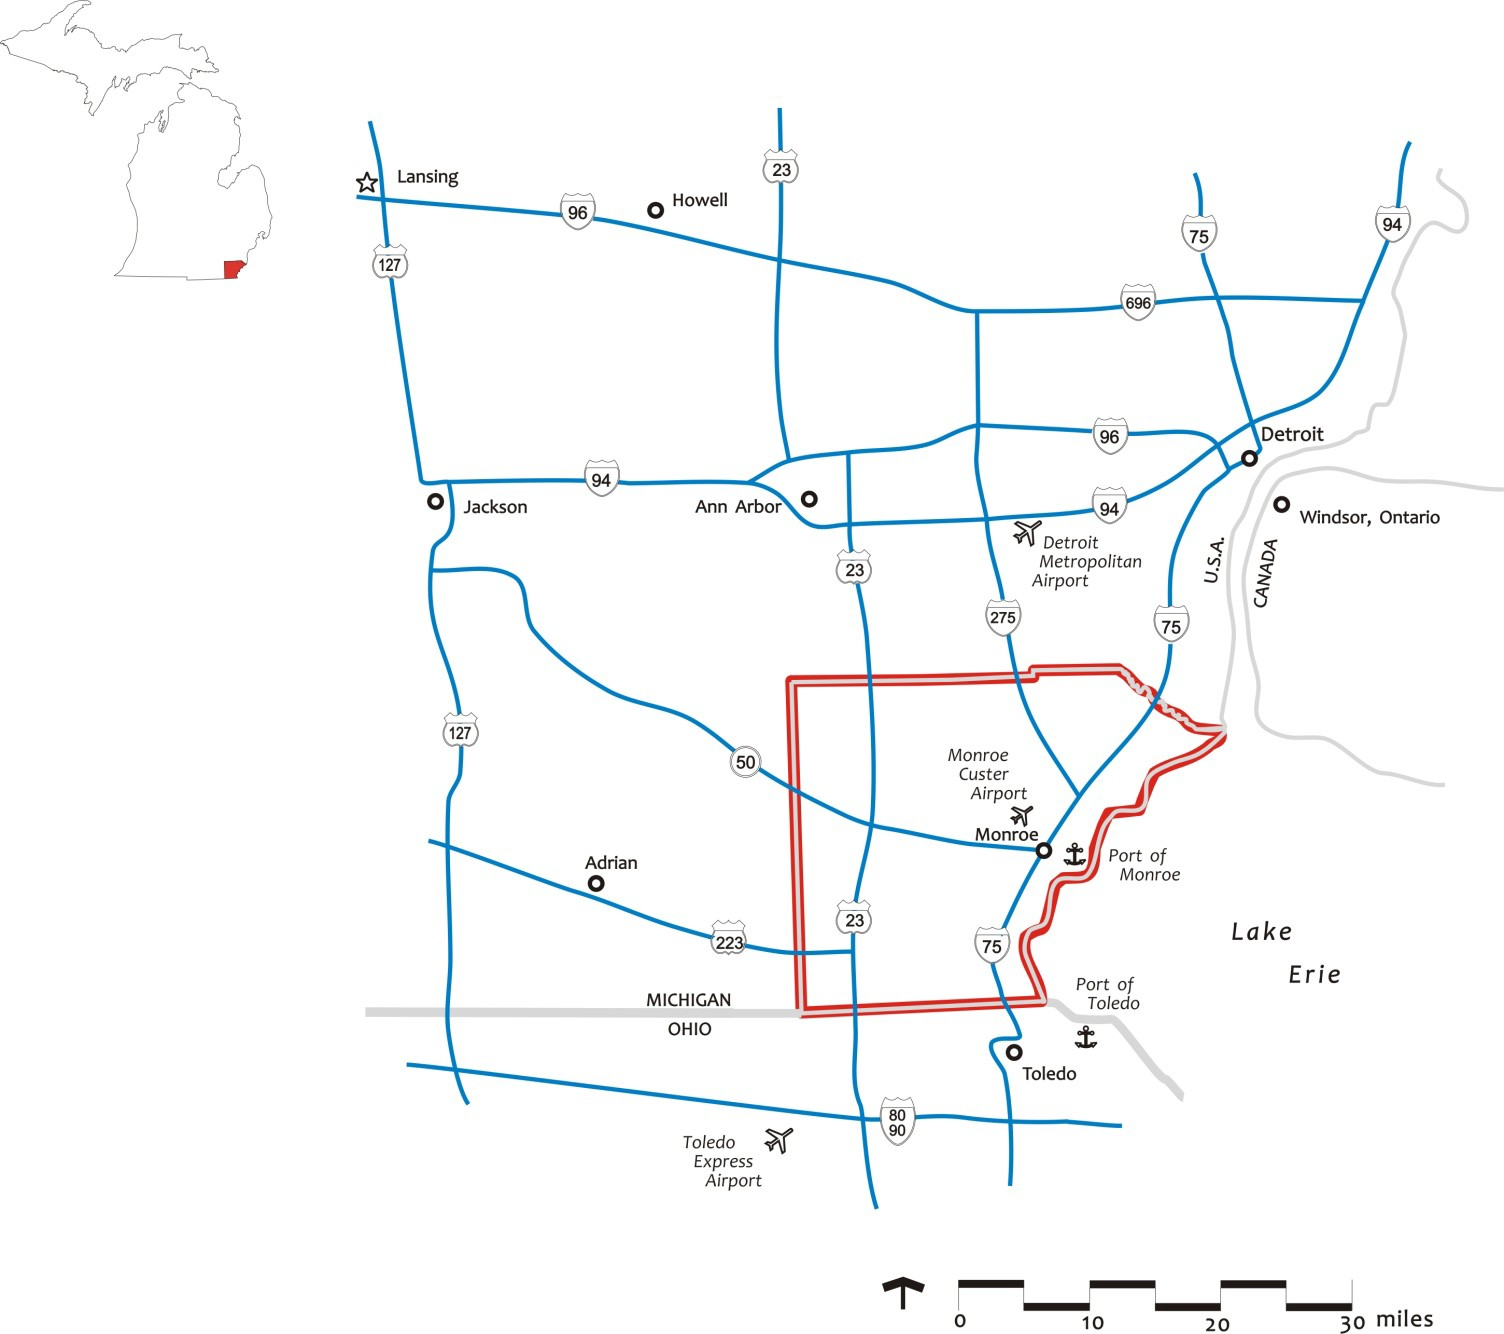 23
Lansing
Howell
96
75
94
127
696
96
Detroit
94
Jackson
Ann Arbor
94
Windsor, Ontario
Detroit
Metropolitan
Airport
U.S.A.
CANADA
23
275
75
127
50
Monroe
Custer
Airport
Monroe
Port of
Monroe
Adrian
23
223
75
Lake
Erie
Port of
Toledo
MICHIGAN
OHIO
Toledo
80
90
Toledo
Express
Airport
0 10 20 30 miles